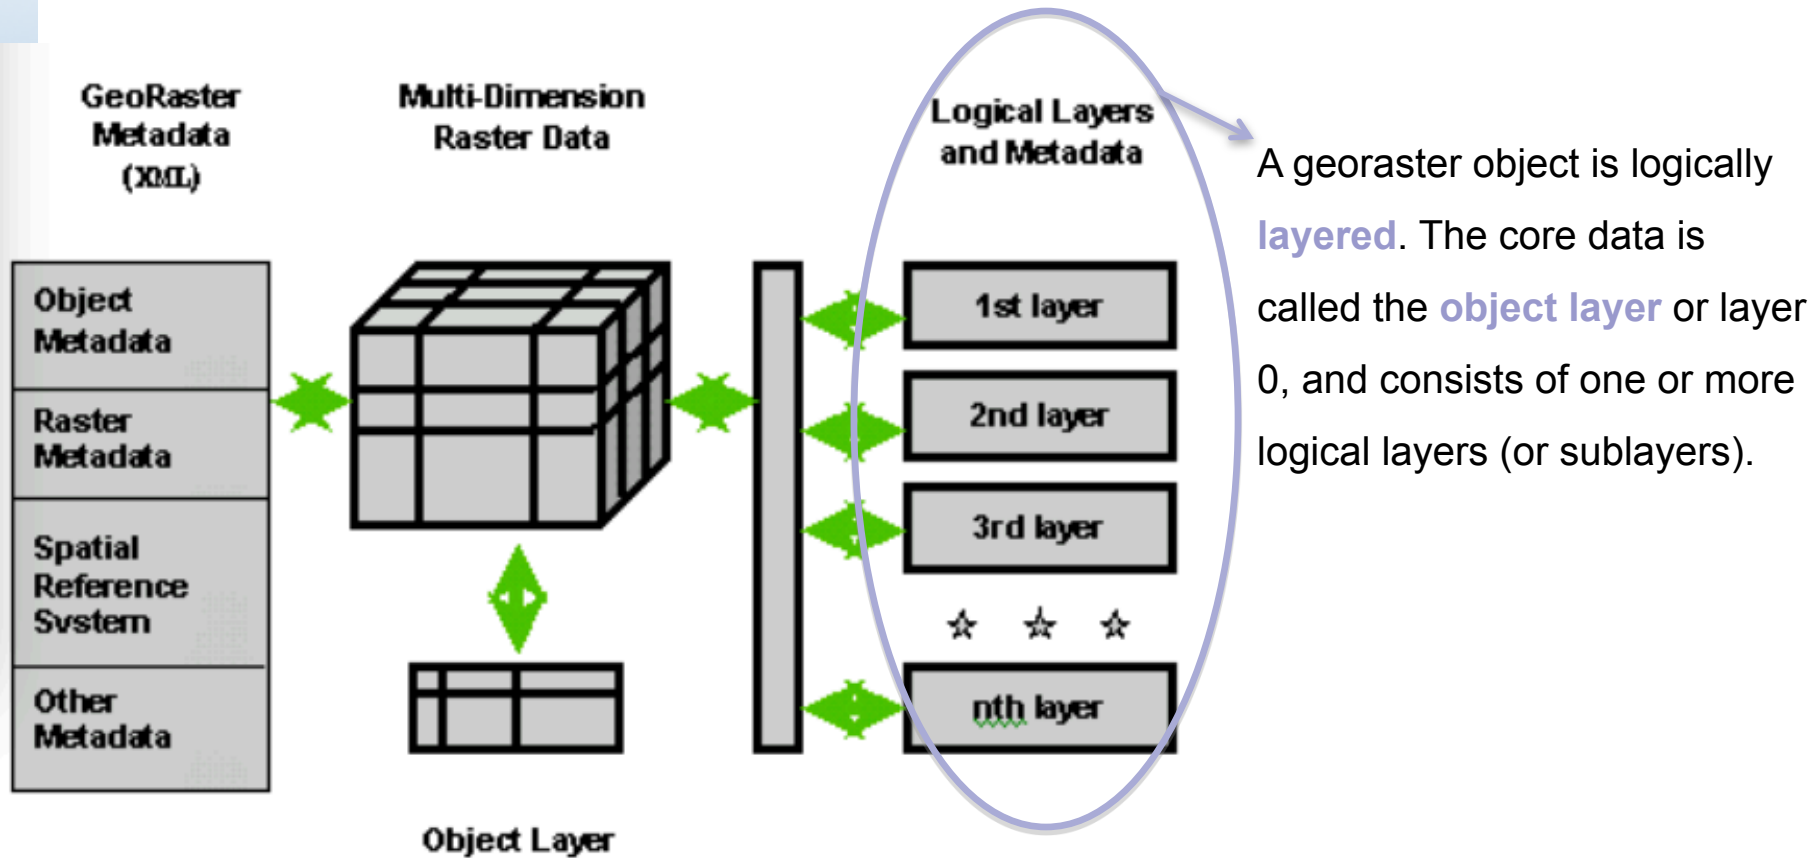 GeoRaster
Metadata
(XML)
Multi-Dimension
Raster Data
Logical Layers
and Metadata
Object
Metadata
Raster
Metadata
Spatial
Reference
System
Other
Metadata
Object Layer
1st layer
2nd layer
3rd layer
nth layer
A georaster object is logically
layered. The core data is
called the object layer or layer
0, and consists of one or more
logical layers (or sublayers).